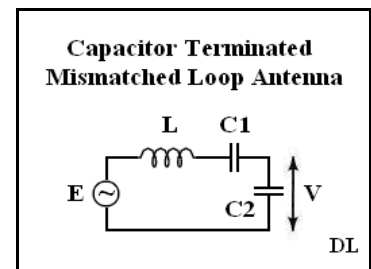 Capacitor Terminated
Mismatched Loop Antenna
L C1
E
C2
V
DL